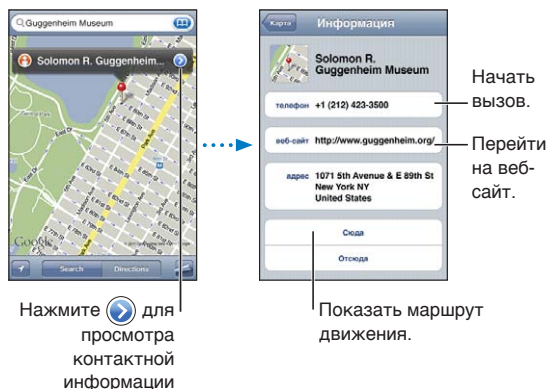 Guggenheim Museum
Solomon R. Guggenheim...
Google
Search
Directions
Нажмите для
просмотра
контактной
информации
Карта
Информация
Solomon R.
Guggenheim Museum
телефон +1 (212) 423-3500
веб-сайт http://www.guggenheim.org/
адрес 1071 5th Avenue & E 89th St
New York NY
United States
Сюда
Отсюда
Начать
вызов.
Перейти
на веб-
сайт.
Показать маршрут
движения.